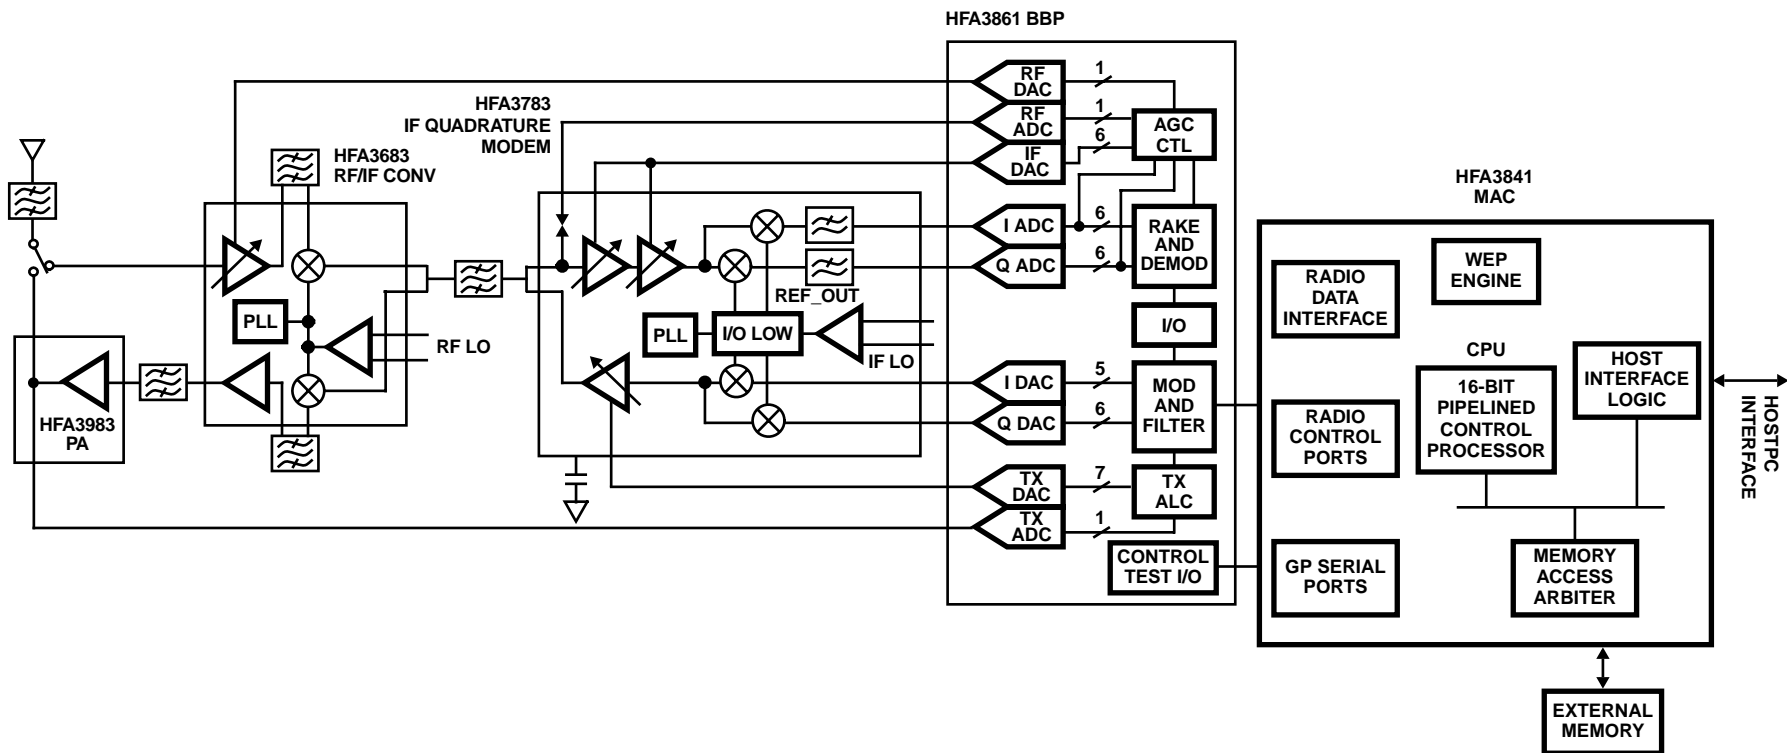 HFA3861 BBP
RF
DAC
1
RF
ADC
1
IF
DAC
6
AGC
CTL
HFA3783
IF QUADRATURE
MODEM
HFA3683
RF/IF CONV
I ADC
6
Q ADC
6
RAKE
AND
DEMOD
REF_OUT
PLL
RF LO
PLL
I/O LOW
IF LO
I/O
I DAC
5
Q DAC
6
MOD
AND
FILTER
HFA3983
PA
TX
DAC
7
TX
ADC
1
TX
ALC
CONTROL
TEST I/O
HFA3841
MAC
WEP
ENGINE
RADIO
DATA
INTERFACE
CPU
16-BIT
PIPELINED
CONTROL
PROCESSOR
HOST
INTERFACE
LOGIC
RADIO
CONTROL
PORTS
GP SERIAL
PORTS
MEMORY
ACCESS
ARBITER
HOSTPC
INTERFACE
EXTERNAL
MEMORY